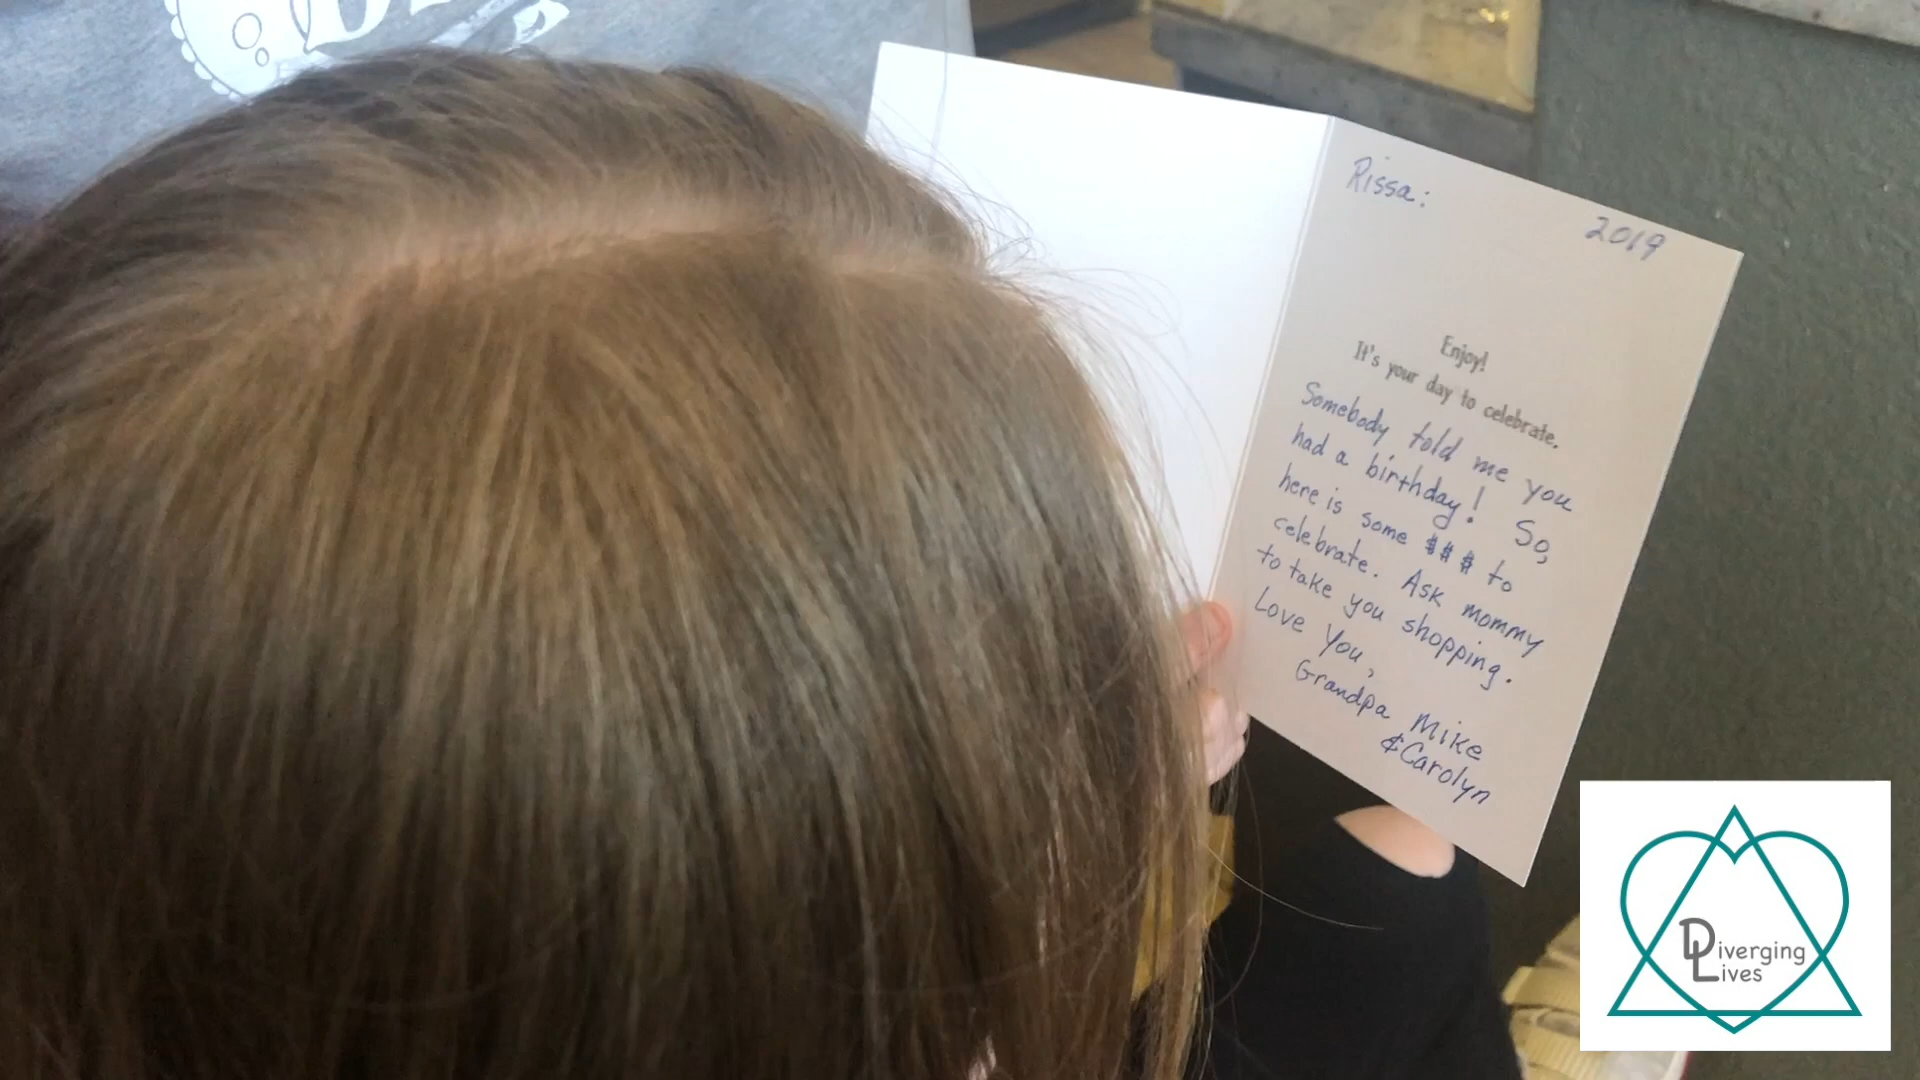 Rissa:
2019
Enjoy!
It's your day to celebrate.
Somebody told me you
had a birthday! So,
here is some $$$ to
celebrate. Ask mommy
to take you shopping.
Love You,
Grandpa Mike
&Carolyn
Diverging
Lives